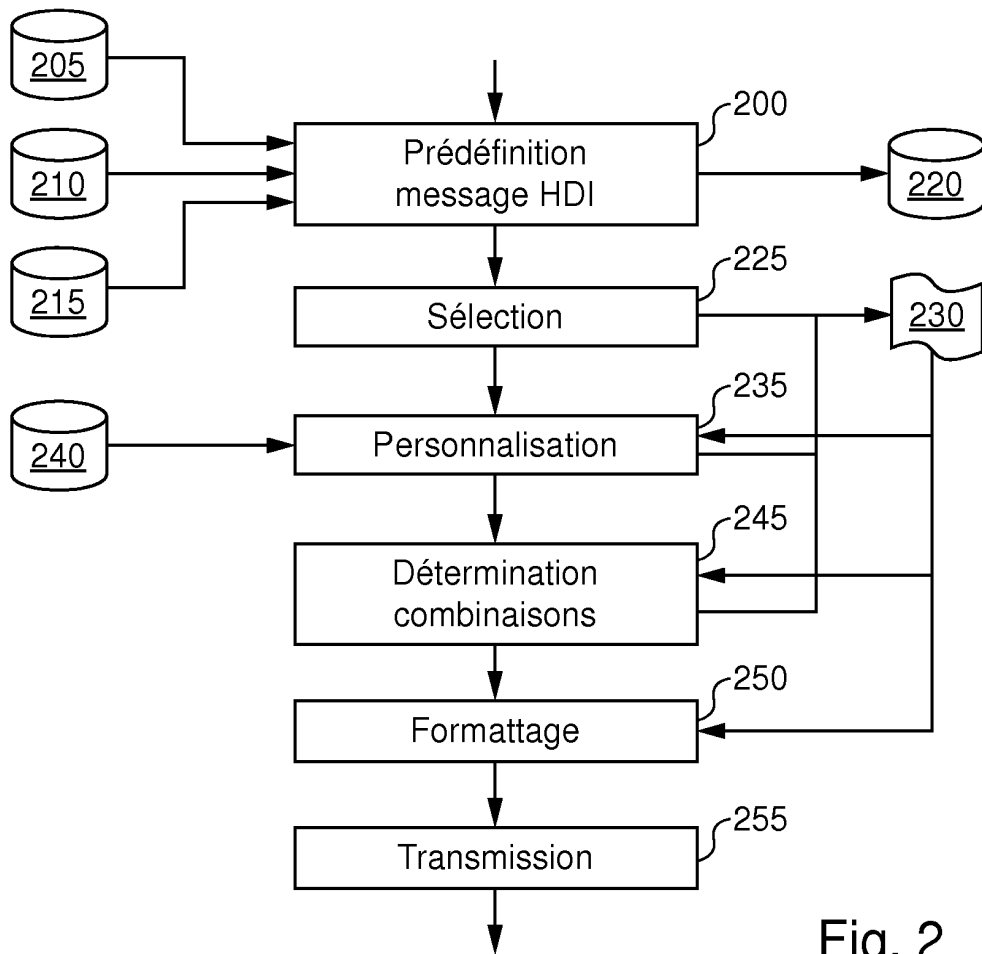 205
200
Prédéfinition
message HDI
210
220
215
225
Sélection
230
235
Personnalisation
240
245
Détermination
combinaisons
250
Formattage
255
Transmission
Fig. 2